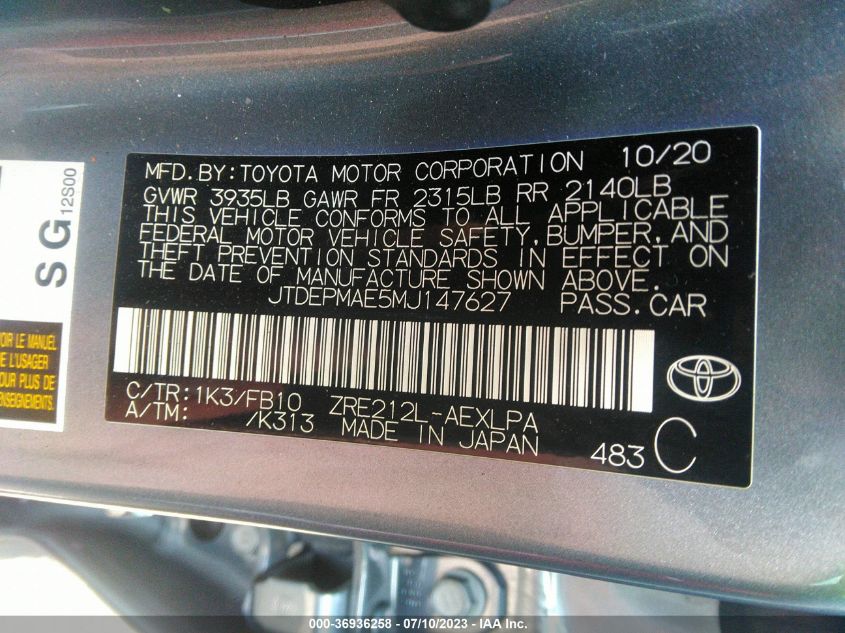 MFD.BY:TOYOTA MOTOR CORPORATION 10/20
GVWR 3935LB GAWR FR 2315LB RR 2140LB
THIS VEHICLE CONFORMS TO ALL APPLICABLE
FEDERAL MOTOR VEHICLE SAFETY,BUMPER,AND
THEFT PREVENTION STANDARDS IN EFFECT ON
THE DATE OF MANUFACTURE SHOWN ABOVE.
JTDEPMAE5MJ147627 PASS.CAR
C/TR:1K3/FB10 ZRE212L-AEXLPA
A/TM: /K313 MADE IN JAPAN
483 C
SG
12S00
VOIR LE MANUEL
DE L'USAGER
POUR PLUS DE
RENSEIGNEMENTS.
000-36936258 - 07/10/2023 - IAA Inc.